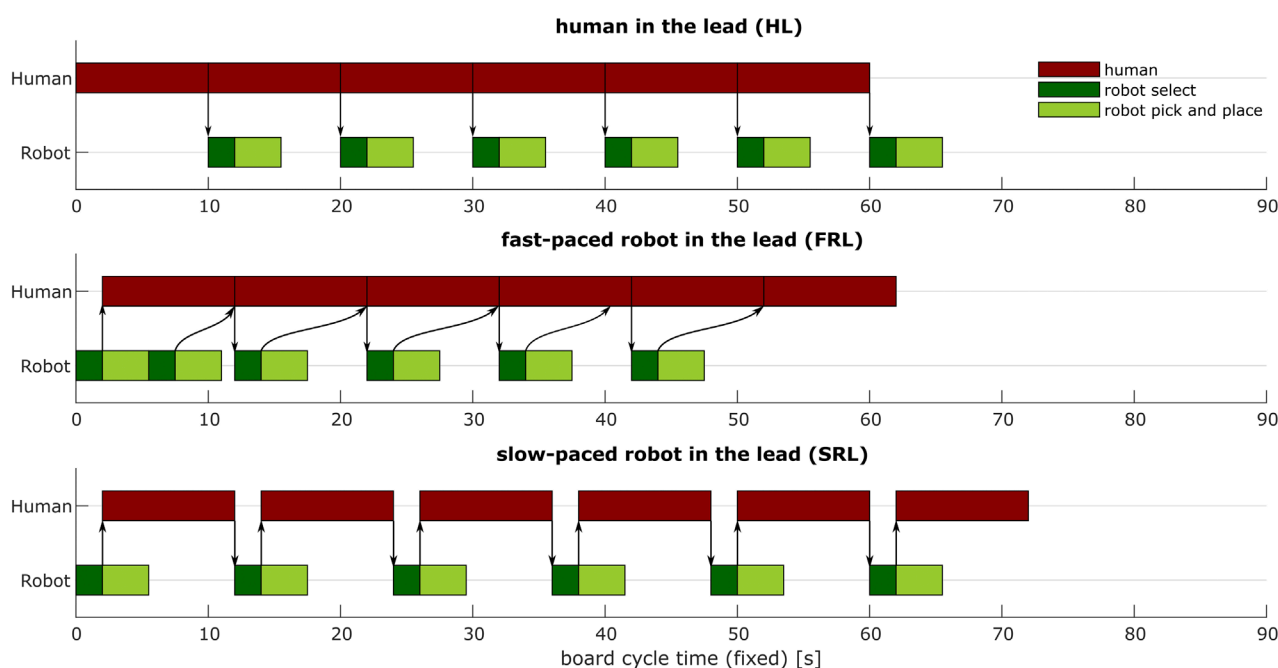 human in the lead (HL)
Human
human
robot select
robot pick and place
Robot
0 10 20 30 40 50 60 70 80 90
fast-paced robot in the lead (FRL)
Human
Robot
0 10 20 30 40 50 60 70 80 90
slow-paced robot in the lead (SRL)
Human
Robot
0 10 20 30 40 50 60 70 80 90
board cycle time (fixed) [s]